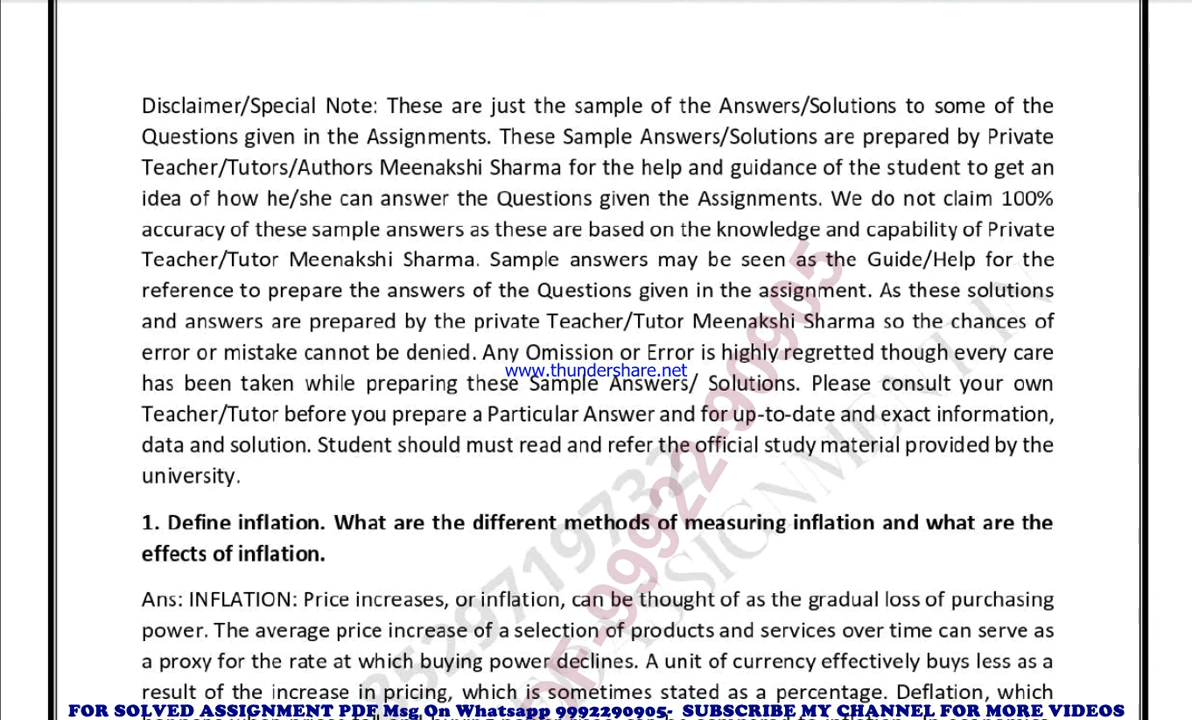 Disclaimer/Special Note: These are just the sample of the Answers/Solutions to some of the
Questions given in the Assignments. These Sample Answers/Solutions are prepared by Private
Teacher/Tutors/Authors Meenakshi Sharma for the help and guidance of the student to get an
idea of how he/she can answer the Questions given the Assignments. We do not claim 100%
accuracy of these sample answers as these are based on the knowledge and capability of Private
Teacher/Tutor Meenakshi Sharma. Sample answers may be seen as the Guide/Help for the
reference to prepare the answers of the Questions given in the assignment. As these solutions
and answers are prepared by the private Teacher/Tutor Meenakshi Sharma so the chances of
error or mistake cannot be denied. Any Omission or Error is highly regretted though every care
www.thundershare.net
has been taken while preparing these Sample Answers/ Solutions. Please consult your own
Teacher/Tutor before you prepare a Particular Answer and for up-to-date and exact information,
data and solution. Student should must read and refer the official study material provided by the
university.
1. Define inflation. What are the different methods of measuring inflation and what are the
effects of inflation.
Ans: INFLATION: Price increases, or inflation, can be thought of as the gradual loss of purchasing
power. The average price increase of a selection of products and services over time can serve as
a proxy for the rate at which buying power declines. A unit of currency effectively buys less as a
result of the increase in pricing, which is sometimes stated as a percentage. Deflation, which
FOR SOLVED ASSIGNMENT PDF Msg On Whatsapp 9992290905- SUBSCRIBE MY CHANNEL FOR MORE VIDEOS